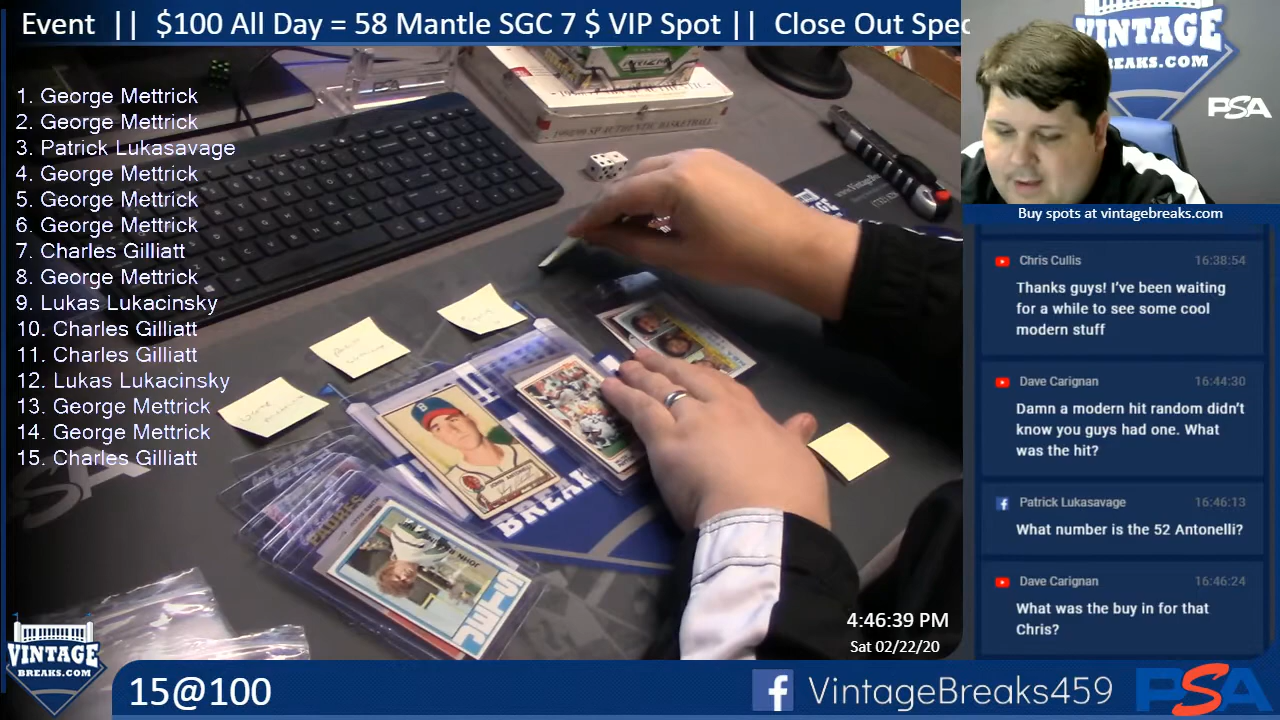 Event || $100 All Day = 58 Mantle SGC 7 $ VIP Spot || Close Out Spec
1. George Mettrick
2. George Mettrick
3. Patrick Lukasavage
4. George Mettrick
5. George Mettrick
6. George Mettrick
7. Charles Gilliatt
8. George Mettrick
9. Lukas Lukacinsky
10. Charles Gilliatt
11. Charles Gilliatt
12. Lukas Lukacinsky
13. George Mettrick
14. George Mettrick
15. Charles Gilliatt
PRIZM
PSA
PADRES
METS
BREAK
VINTAGE
BREAKS.COM
PSA
Buy spots at vintagebreaks.com
Chris Cullis 16:38:54
Thanks guys! I've been waiting
for a while to see some cool
modern stuff
Dave Carignan 16:44:30
Damn a modern hit random didn't
know you guys had one. What
was the hit?
Patrick Lukasavage 16:46:13
What number is the 52 Antonelli?
Dave Carignan 16:46:24
What was the buy in for that
Chris?
4:46:39 PM
Sat 02/22/20
VINTAGE
BREAKS.COM
15@100
VintageBreaks459
PSA